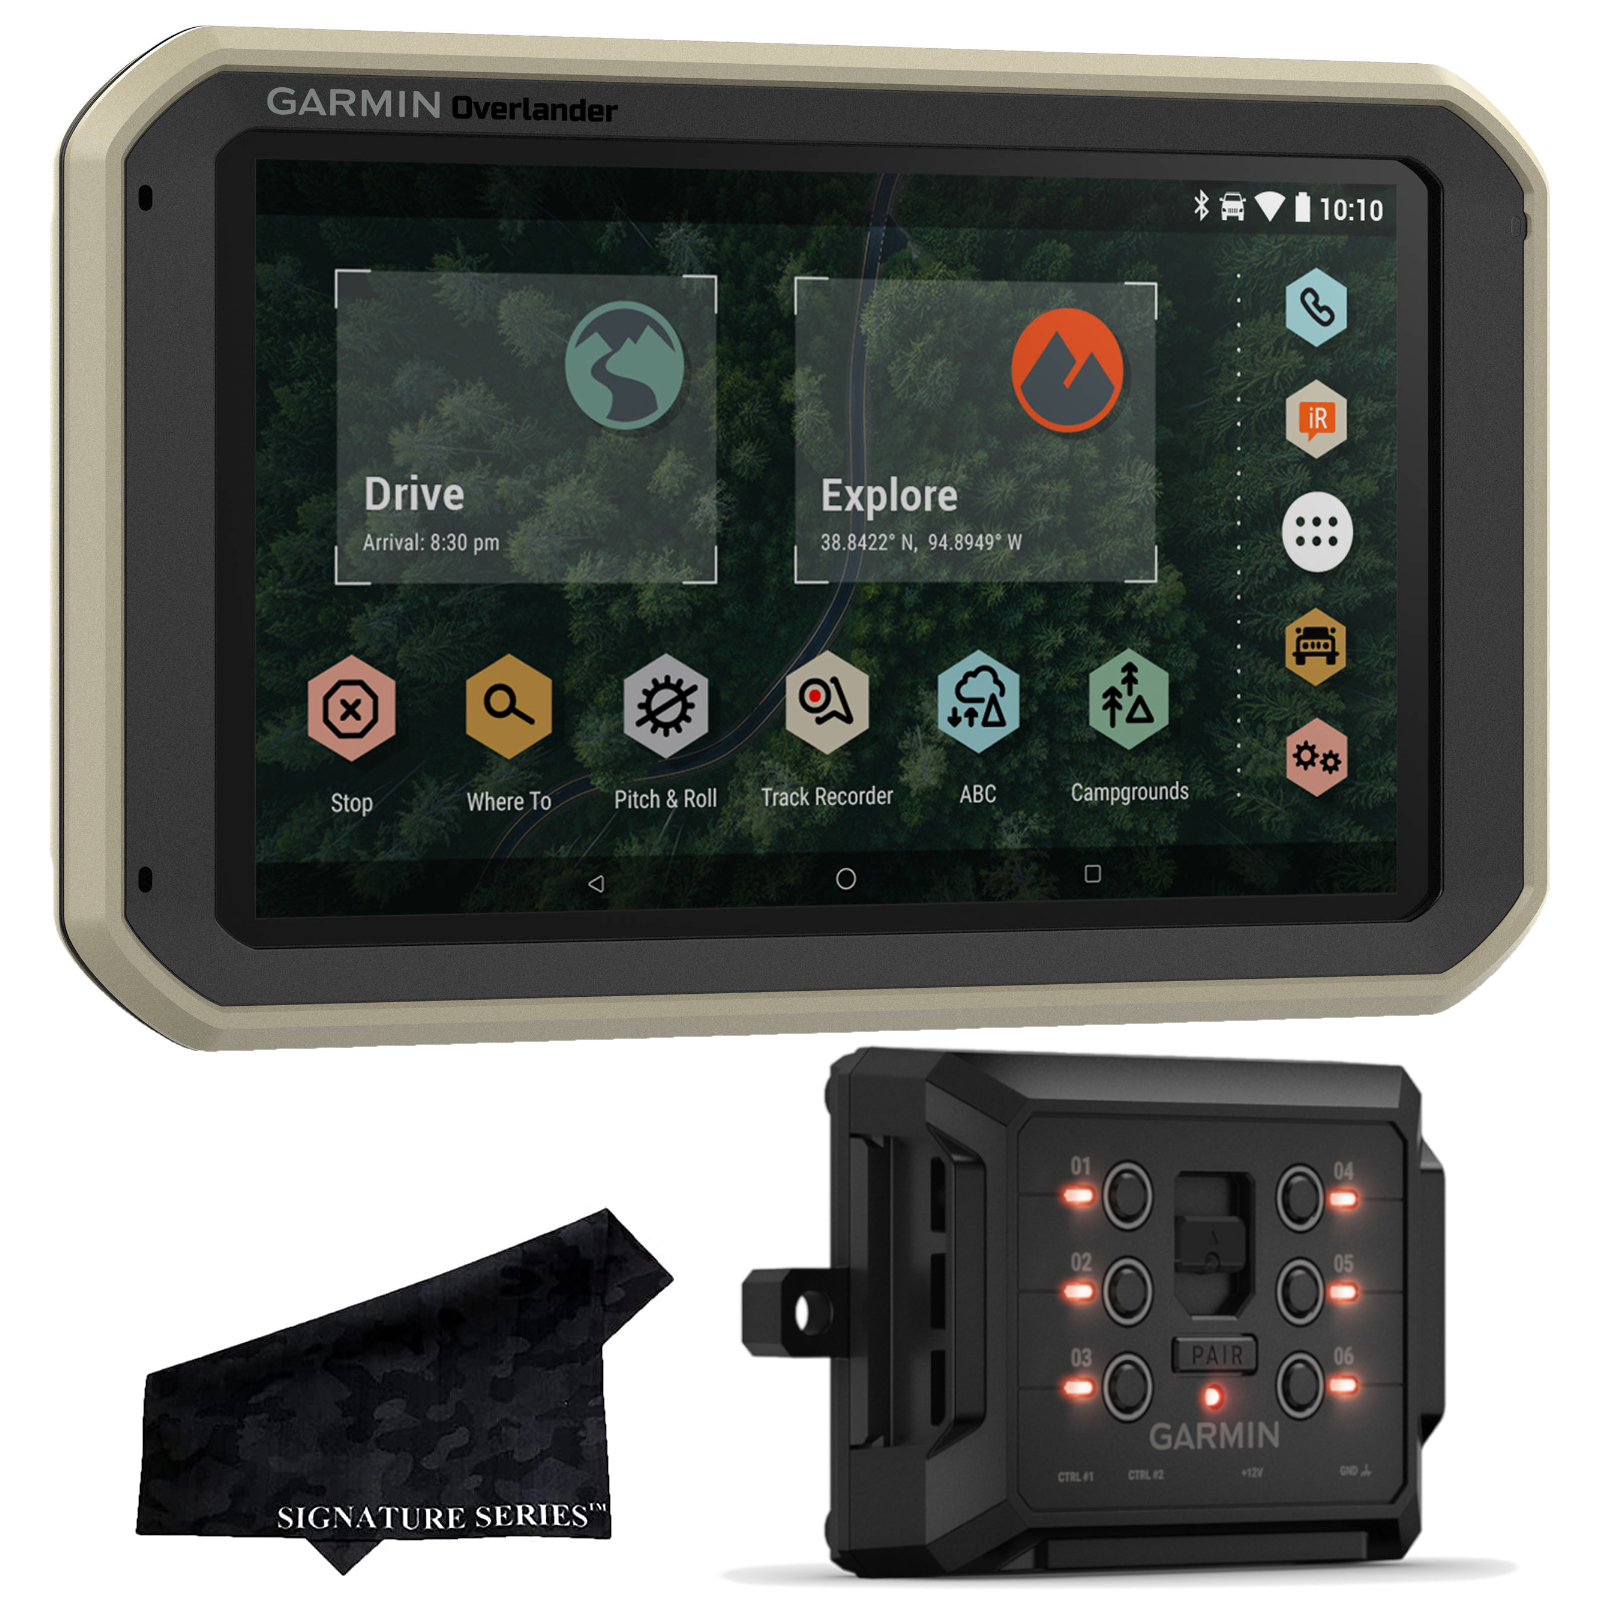 GARMIN Overlander
10:10
iR
Drive
Arrival: 8:30 pm
Explore
38.8422° N, 94.8949° W
Stop
Where To
Pitch & Roll
Track Recorder
ABC
Campgrounds
01
04
02
05
03
06
PAIR
GARMIN
CTRL #1
CTRL #2
+12V
GND
SIGNATURE SERIES™